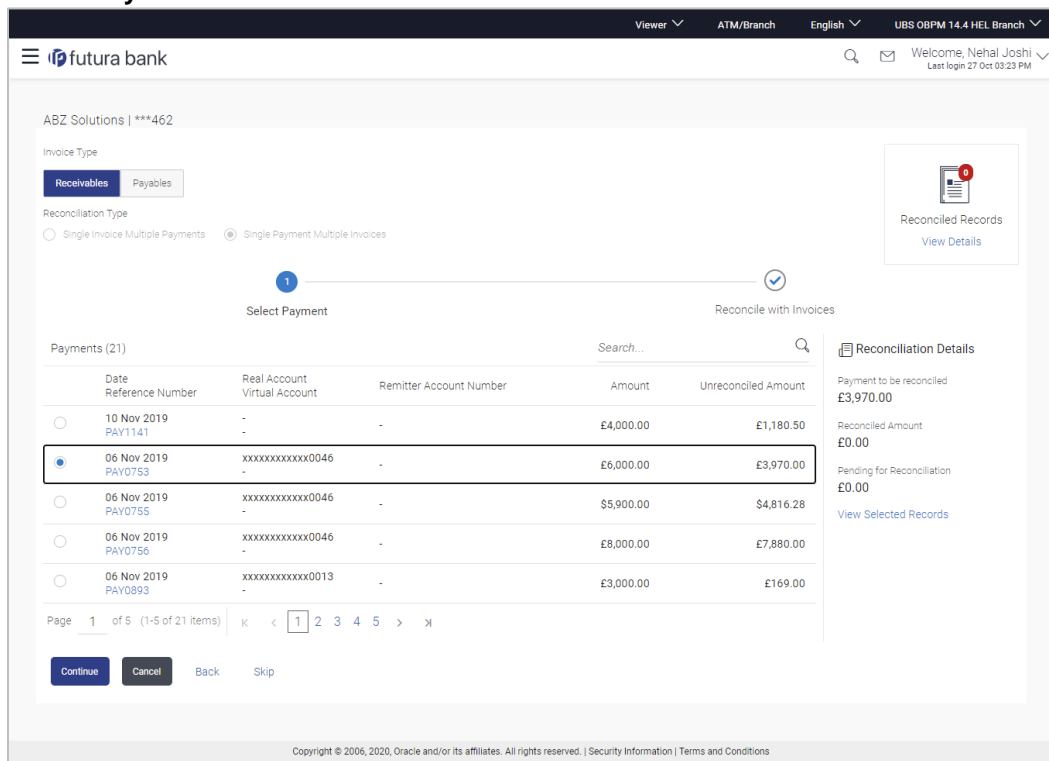 Viewer ATM/Branch English UBS OBPM 14.4 HEL Branch
futura bank
Welcome, Nehal Joshi
Last login 27 Oct 03:23 PM
ABZ Solutions | ***462
Invoice Type
Receivables Payables
0
Reconciliation Type
Single Invoice Multiple Payments Single Payment Multiple Invoices
Reconciled Records
View Details
1
Select Payment Reconcile with Invoices
Payments (21) Search...
Date Real Account Remitter Account Number Amount Unreconciled Amount
Reference Number Virtual Account
10 Nov 2019 - - £4,000.00 £1,180.50
PAY1141 -
06 Nov 2019 xxxxxxxxxxxx0046 - £6,000.00 £3,970.00
PAY0753 -
06 Nov 2019 xxxxxxxxxxxx0046 - $5,900.00 $4,816.28
PAY0755 -
06 Nov 2019 xxxxxxxxxxxx0046 - £8,000.00 £7,880.00
PAY0756 -
06 Nov 2019 xxxxxxxxxxxx0013 - £3,000.00 £169.00
PAY0893 -
Page 1 of 5 (1-5 of 21 items) 1 2 3 4 5
Reconciliation Details
Payment to be reconciled
£3,970.00
Reconciled Amount
£0.00
Pending for Reconciliation
£0.00
View Selected Records
Continue Cancel Back Skip
Copyright © 2006, 2020, Oracle and/or its affiliates. All rights reserved. | Security Information | Terms and Conditions